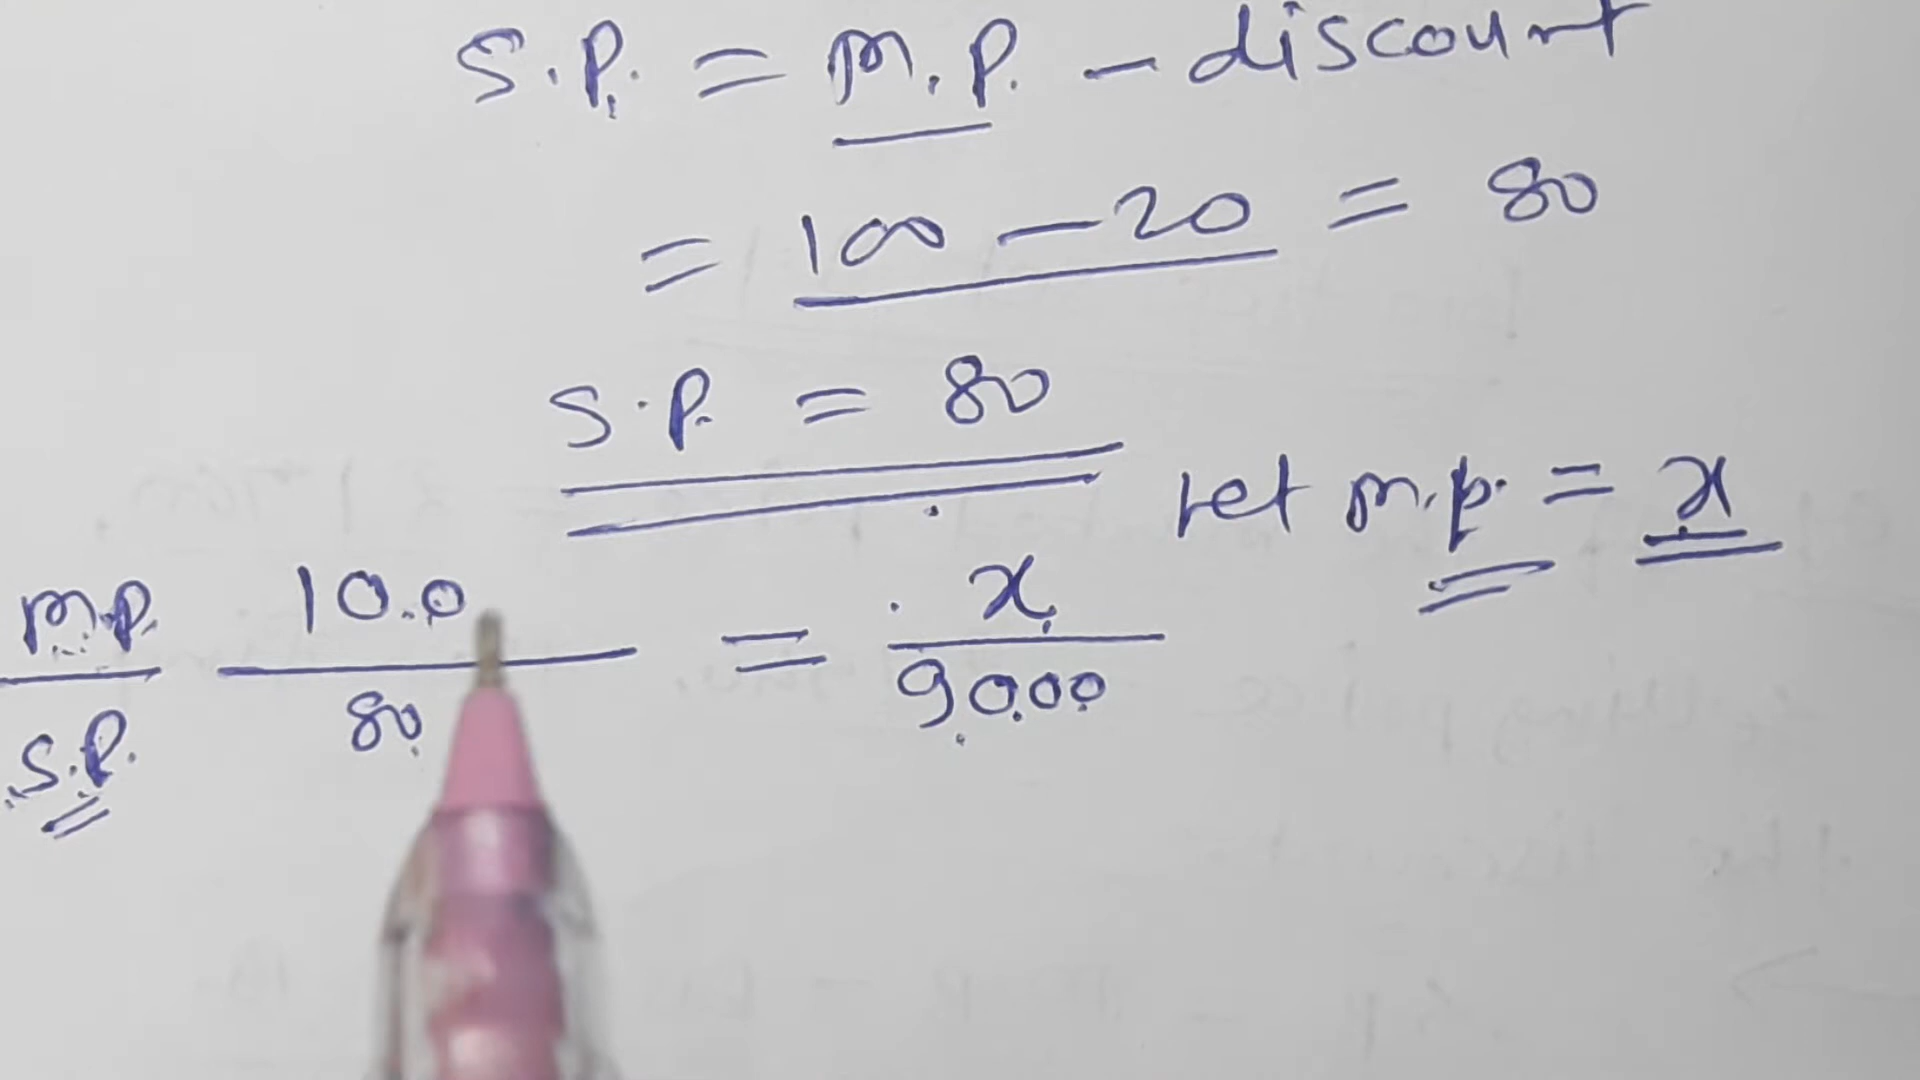 S.P. = M.P. - discount
= 100 - 20 = 80
S.P. = 80
Let M.p. = x
M.P. 100 = x
S.P. 80 9000